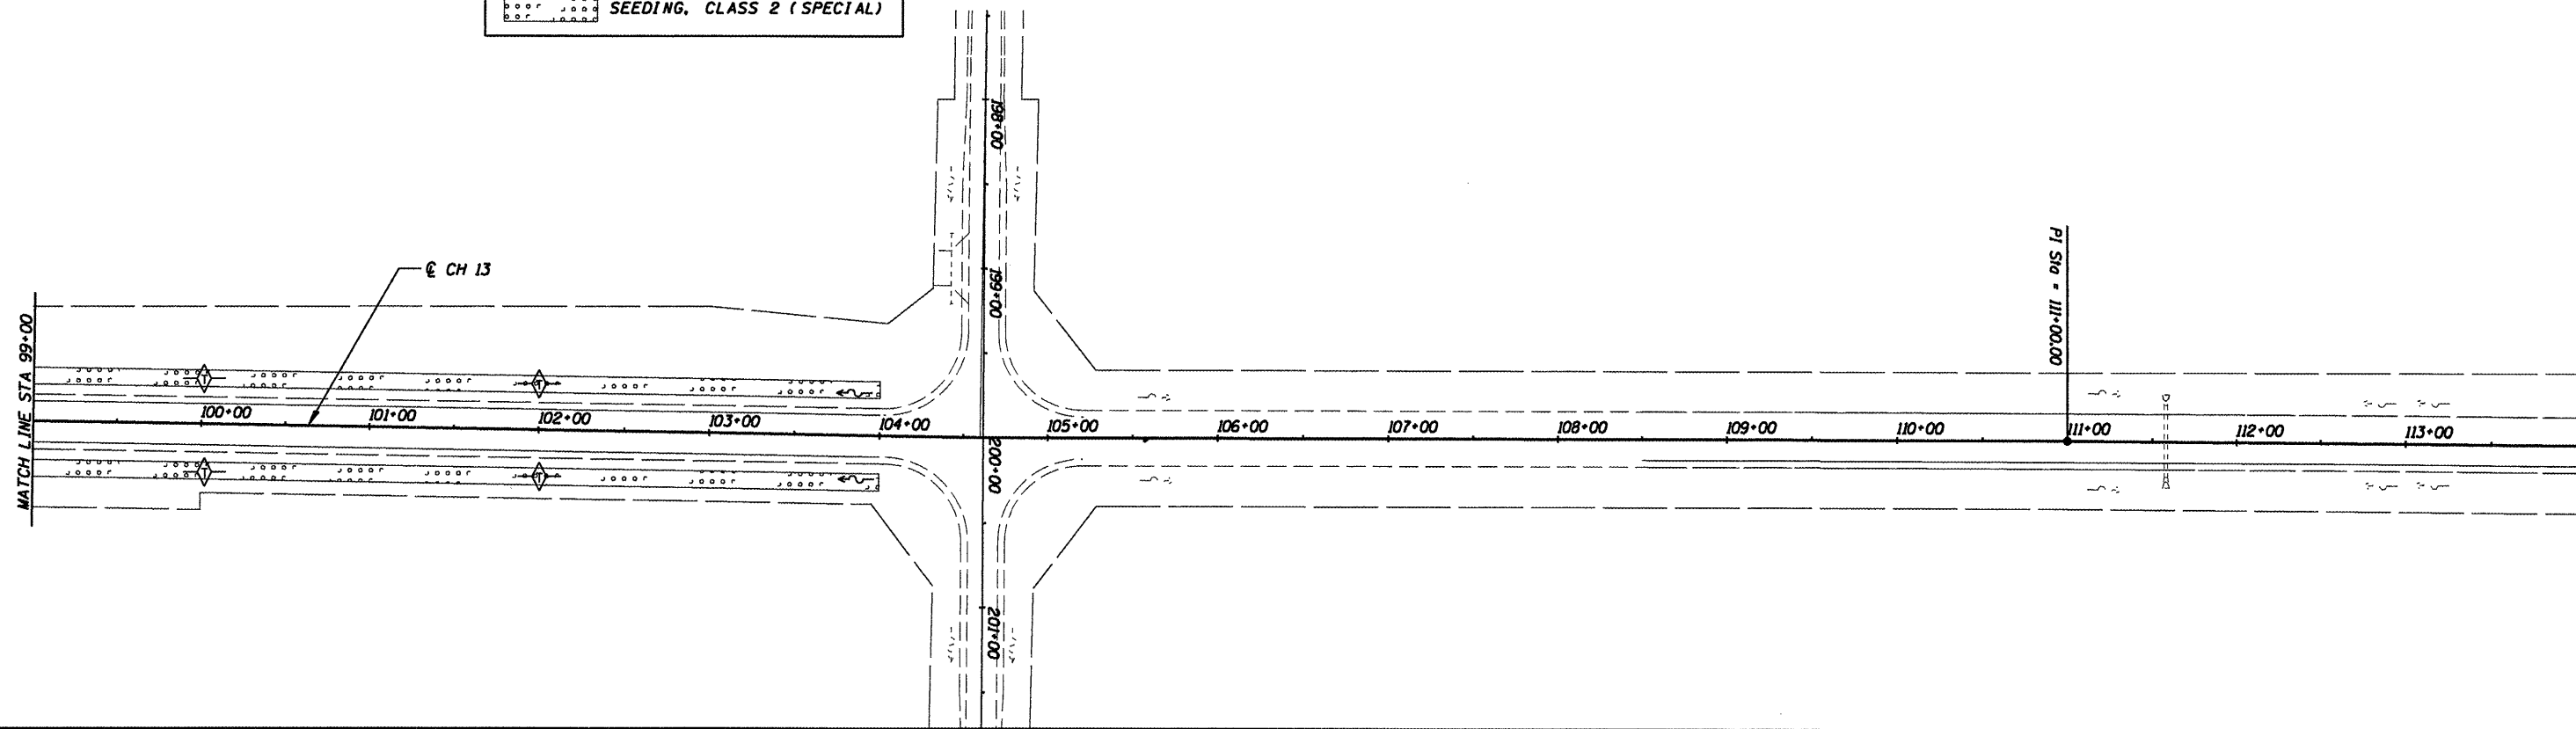 SEEDING, CLASS 2 (SPECIAL)
198+00
℄ CH 13
199+00
PI Sta = 111+00.00
MATCH LINE STA 99+00
T
T
100+00
101+00
102+00
103+00
104+00
105+00
106+00
107+00
108+00
109+00
110+00
111+00
112+00
113+00
200+00
T
T
201+00